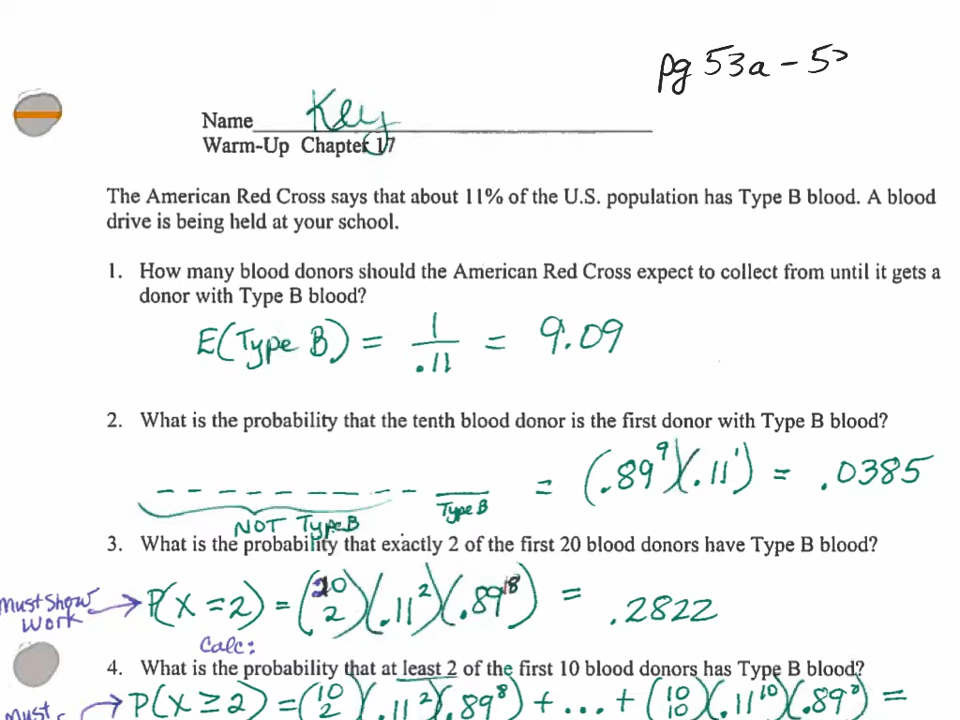 pg 53a - 53
Name Key
Warm-Up Chapter 17
The American Red Cross says that about 11% of the U.S. population has Type B blood. A blood
drive is being held at your school.
1. How many blood donors should the American Red Cross expect to collect from until it gets a
donor with Type B blood?
E(Type B) = 1/.11 = 9.09
2. What is the probability that the tenth blood donor is the first donor with Type B blood?
_ _ _ _ _ _ _ _ _ ___ = (.89⁹)(.11¹) = .0385
NOT Type B Type B
3. What is the probability that exactly 2 of the first 20 blood donors have Type B blood?
Must Show Work → P(X = 2) = (20 2)(.11²)(.89¹⁸) = .2822
Calc:
4. What is the probability that at least 2 of the first 10 blood donors has Type B blood?
Must → P(X ≥ 2) = (10 2)(.11²)(.89⁸) + ... + (10 10)(.11¹⁰)(.89⁰) =